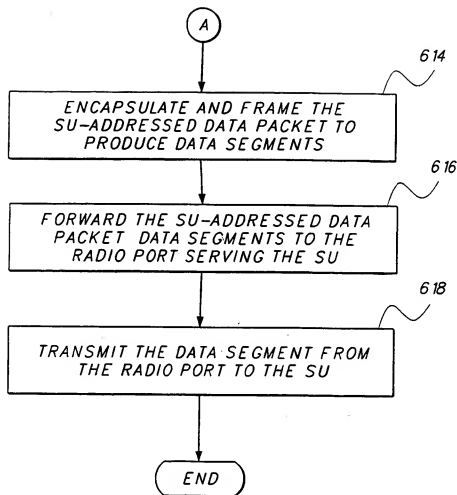 A
614
ENCAPSULATE AND FRAME THE
SU-ADDRESSED DATA PACKET TO
PRODUCE DATA SEGMENTS
616
FORWARD THE SU-ADDRESSED DATA
PACKET DATA SEGMENTS TO THE
RADIO PORT SERVING THE SU
618
TRANSMIT THE DATA SEGMENT FROM
THE RADIO PORT TO THE SU
END